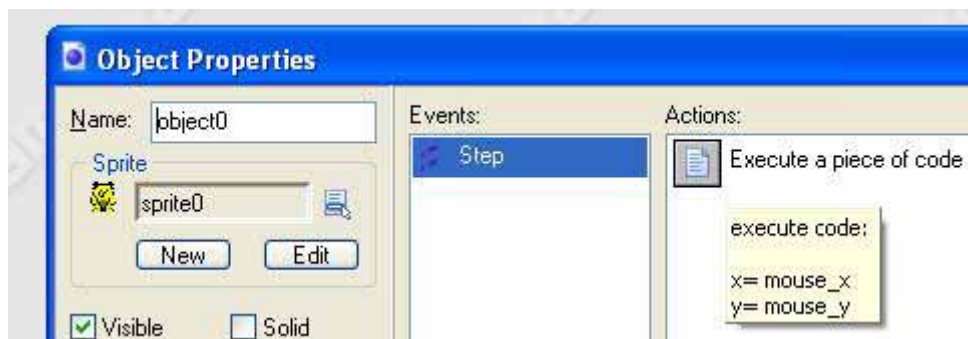 Object Properties
Name: object0
Sprite
sprite0
New Edit
Visible Solid
Events:
Step
Actions:
Execute a piece of code
execute code:
x= mouse_x
y= mouse_y